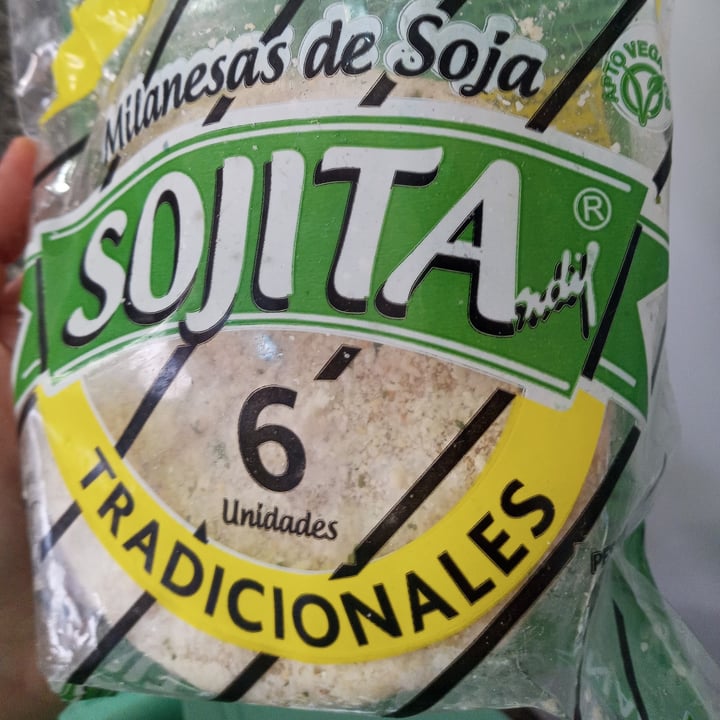 Milanesas de Soja
APTO VEGANO
SOJITA
®
6
Unidades
TRADICIONALES